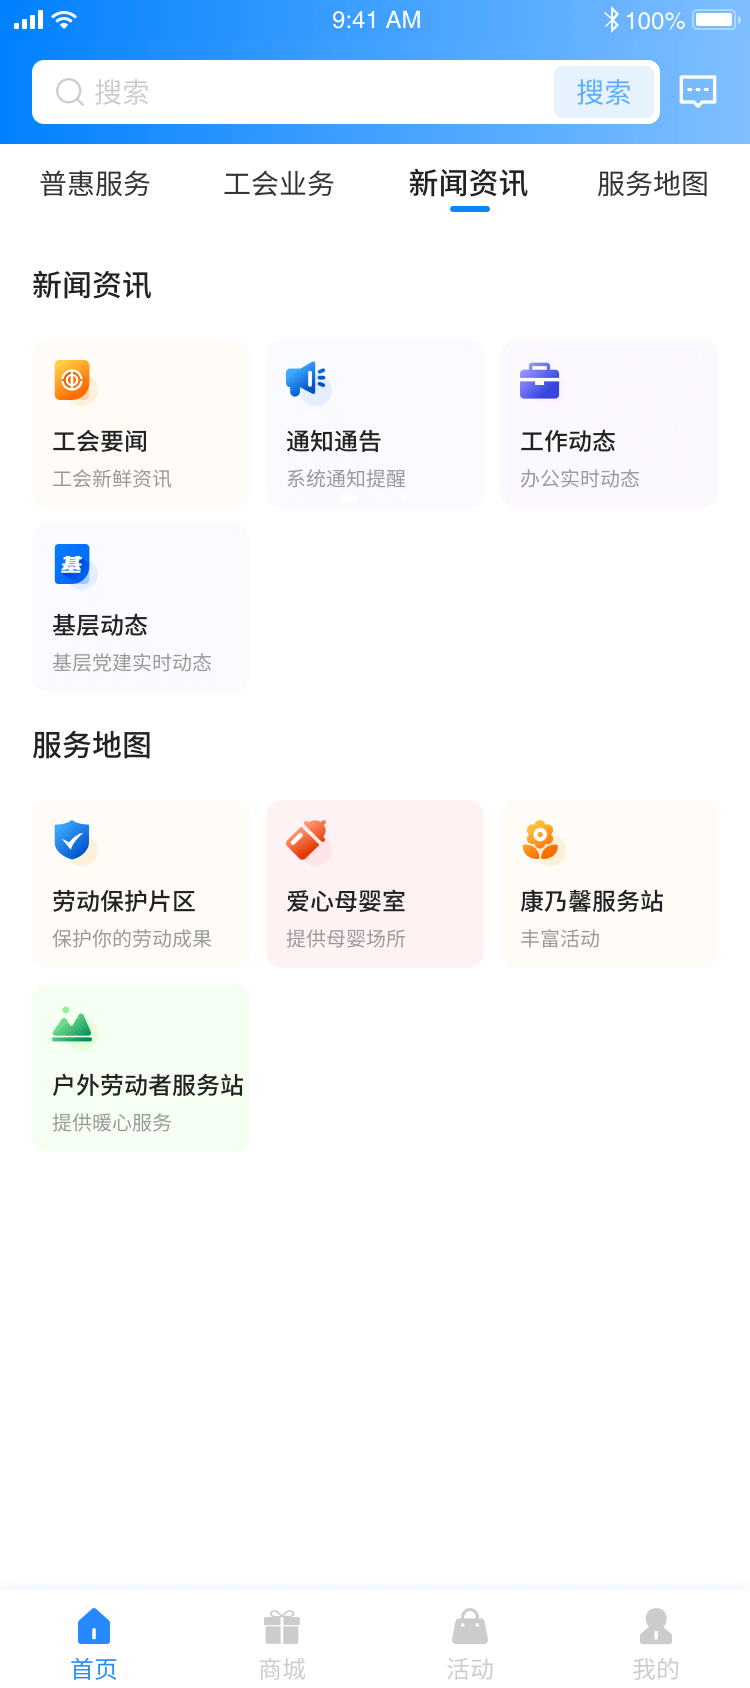 9:41 AM 100%
搜索 搜索
普惠服务 工会业务 新闻资讯 服务地图
新闻资讯
工会要闻 通知通告 工作动态
工会新鲜资讯 系统通知提醒 办公实时动态
基
基层动态
基层党建实时动态
服务地图
劳动保护片区 爱心母婴室 康乃馨服务站
保护你的劳动成果 提供母婴场所 丰富活动
户外劳动者服务站
提供暖心服务
首页 商城 活动 我的